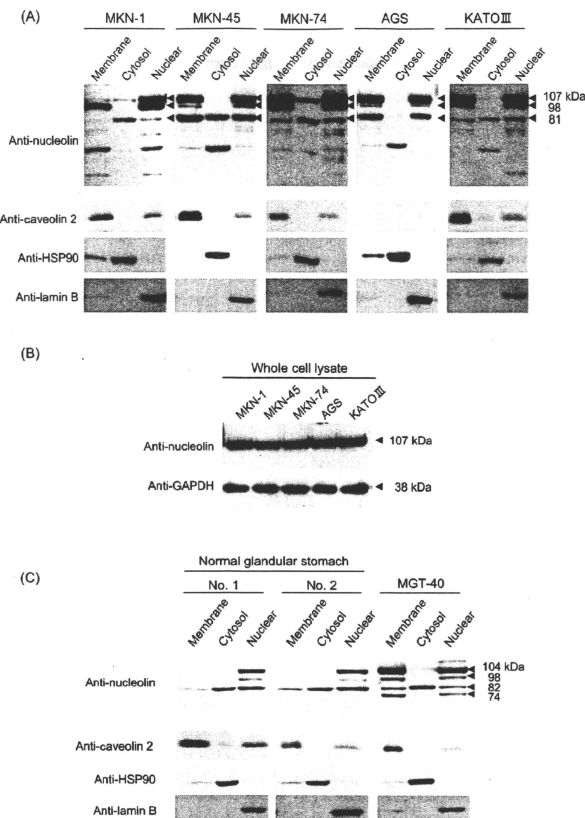 (A)
MKN-1 MKN-45 MKN-74 AGS KATOIII
Membrane Cytosol Nuclear Membrane Cytosol Nuclear Membrane Cytosol Nuclear Membrane Cytosol Nuclear Membrane Cytosol Nuclear
107 kDa
98
81
Anti-nucleolin
Anti-caveolin 2
Anti-HSP90
Anti-lamin B
(B)
Whole cell lysate
MKN-1 MKN-45 MKN-74 AGS KATOIII
Anti-nucleolin 107 kDa
Anti-GAPDH 38 kDa
(C)
Normal glandular stomach
No. 1 No. 2 MGT-40
Membrane Cytosol Nuclear Membrane Cytosol Nuclear Membrane Cytosol Nuclear
104 kDa
98
82
74
Anti-nucleolin
Anti-caveolin 2
Anti-HSP90
Anti-lamin B